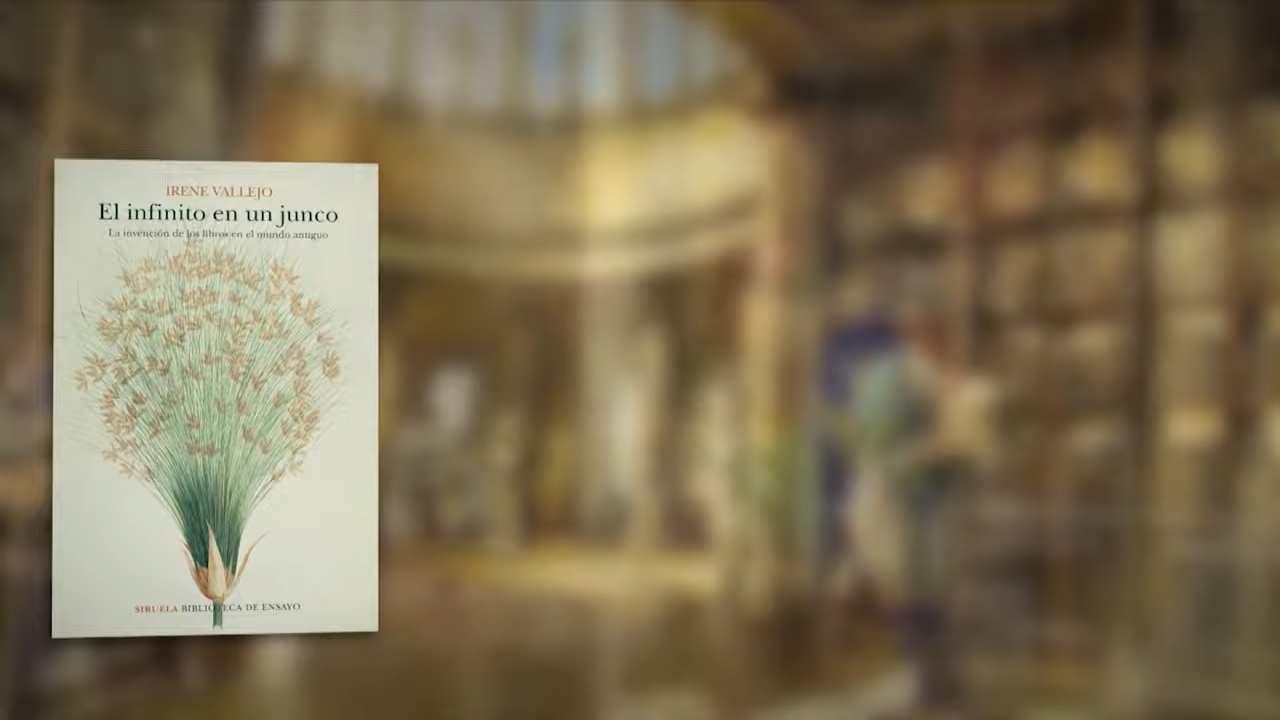 IRENE VALLEJO
El infinito en un junco
La invención de los libros en el mundo antiguo
SIRUELA BIBLIOTECA DE ENSAYO